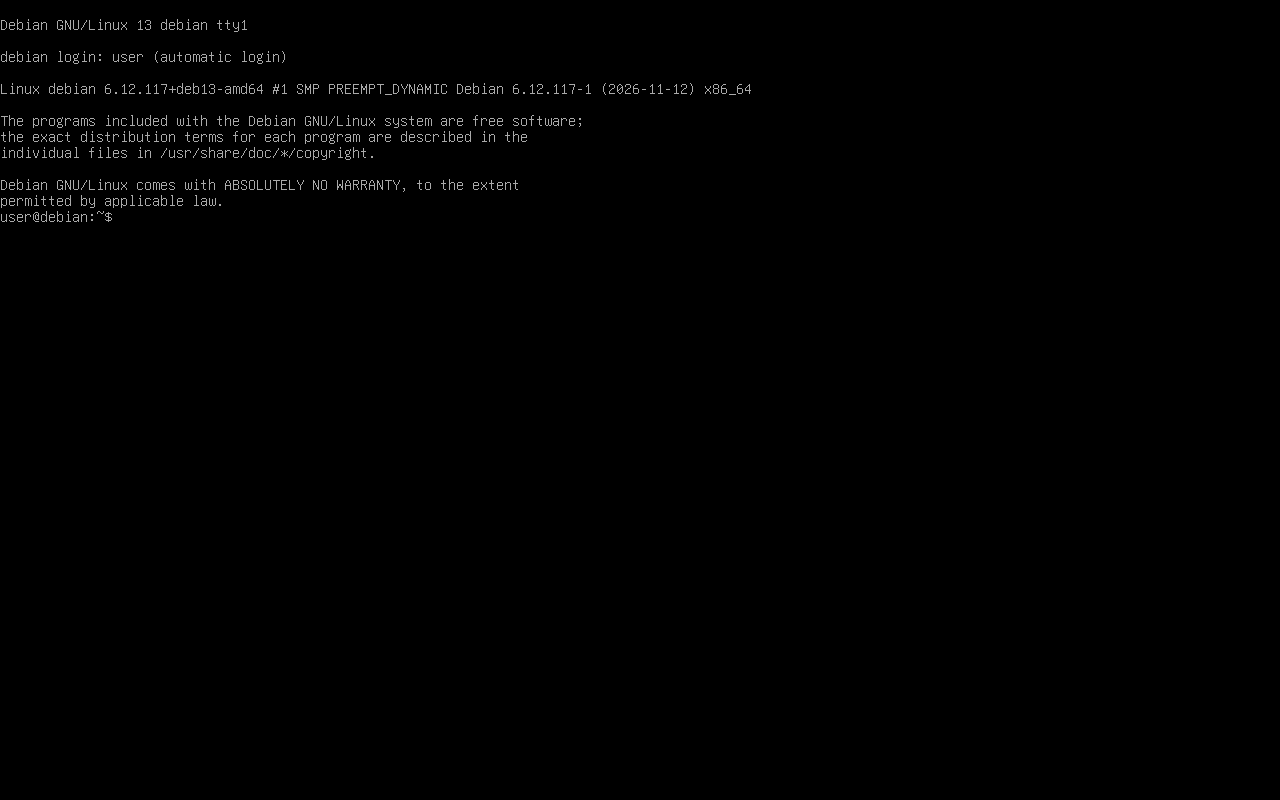 Debian GNU/Linux 13 debian tty1
debian login: user (automatic login)
Linux debian 6.12.117+deb13-amd64 #1 SMP PREEMPT_DYNAMIC Debian 6.12.117-1 (2026-11-12) x86_64
The programs included with the Debian GNU/Linux system are free software;
the exact distribution terms for each program are described in the
individual files in /usr/share/doc/*/copyright.
Debian GNU/Linux comes with ABSOLUTELY NO WARRANTY, to the extent
permitted by applicable law.
user@debian:~$